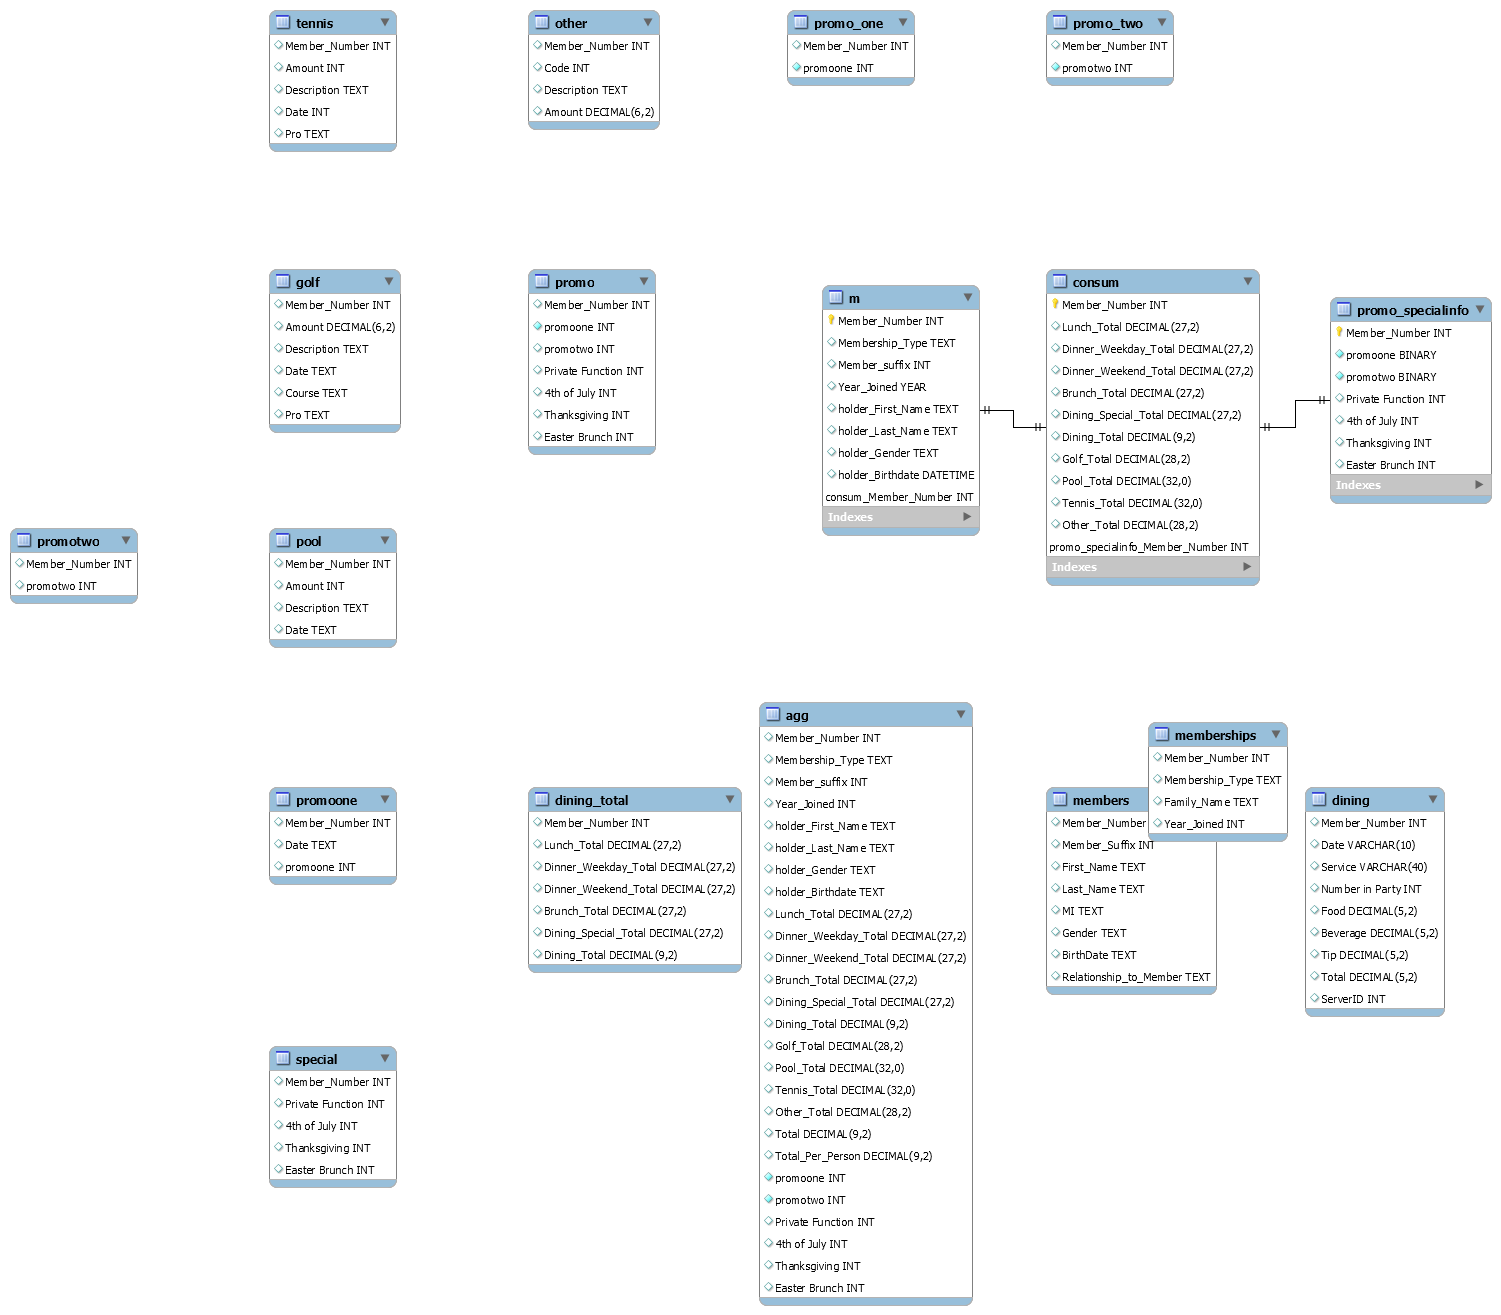 tennis
Member_Number INT
Amount INT
Description TEXT
Date INT
Pro TEXT
other
Member_Number INT
Code INT
Description TEXT
Amount DECIMAL(6,2)
promo_one
Member_Number INT
promoone INT
promo_two
Member_Number INT
promotwo INT
golf
Member_Number INT
Amount DECIMAL(6,2)
Description TEXT
Date TEXT
Course TEXT
Pro TEXT
promo
Member_Number INT
promoone INT
promotwo INT
Private Function INT
4th of July INT
Thanksgiving INT
Easter Brunch INT
m
Member_Number INT
Membership_Type TEXT
Member_suffix INT
Year_Joined YEAR
holder_First_Name TEXT
holder_Last_Name TEXT
holder_Gender TEXT
holder_Birthdate DATETIME
consum_Member_Number INT
Indexes
consum
Member_Number INT
Lunch_Total DECIMAL(27,2)
Dinner_Weekday_Total DECIMAL(27,2)
Dinner_Weekend_Total DECIMAL(27,2)
Brunch_Total DECIMAL(27,2)
Dining_Special_Total DECIMAL(27,2)
Dining_Total DECIMAL(9,2)
Golf_Total DECIMAL(28,2)
Pool_Total DECIMAL(32,0)
Tennis_Total DECIMAL(32,0)
Other_Total DECIMAL(28,2)
promo_specialinfo_Member_Number INT
Indexes
promo_specialinfo
Member_Number INT
promoone BINARY
promotwo BINARY
Private Function INT
4th of July INT
Thanksgiving INT
Easter Brunch INT
Indexes
promotwo
Member_Number INT
promotwo INT
pool
Member_Number INT
Amount INT
Description TEXT
Date TEXT
promoone
Member_Number INT
Date TEXT
promoone INT
dining_total
Member_Number INT
Lunch_Total DECIMAL(27,2)
Dinner_Weekday_Total DECIMAL(27,2)
Dinner_Weekend_Total DECIMAL(27,2)
Brunch_Total DECIMAL(27,2)
Dining_Special_Total DECIMAL(27,2)
Dining_Total DECIMAL(9,2)
agg
Member_Number INT
Membership_Type TEXT
Member_suffix INT
Year_Joined INT
holder_First_Name TEXT
holder_Last_Name TEXT
holder_Gender TEXT
holder_Birthdate TEXT
Lunch_Total DECIMAL(27,2)
Dinner_Weekday_Total DECIMAL(27,2)
Dinner_Weekend_Total DECIMAL(27,2)
Brunch_Total DECIMAL(27,2)
Dining_Special_Total DECIMAL(27,2)
Dining_Total DECIMAL(9,2)
Golf_Total DECIMAL(28,2)
Pool_Total DECIMAL(32,0)
Tennis_Total DECIMAL(32,0)
Other_Total DECIMAL(28,2)
Total DECIMAL(9,2)
Total_Per_Person DECIMAL(9,2)
promoone INT
promotwo INT
Private Function INT
4th of July INT
Thanksgiving INT
Easter Brunch INT
memberships
Member_Number INT
Membership_Type TEXT
Family_Name TEXT
Year_Joined INT
members
Member_Number
Member_Suffix INT
First_Name TEXT
Last_Name TEXT
MI TEXT
Gender TEXT
BirthDate TEXT
Relationship_to_Member TEXT
dining
Member_Number INT
Date VARCHAR(10)
Service VARCHAR(40)
Number in Party INT
Food DECIMAL(5,2)
Beverage DECIMAL(5,2)
Tip DECIMAL(5,2)
Total DECIMAL(5,2)
ServerID INT
special
Member_Number INT
Private Function INT
4th of July INT
Thanksgiving INT
Easter Brunch INT